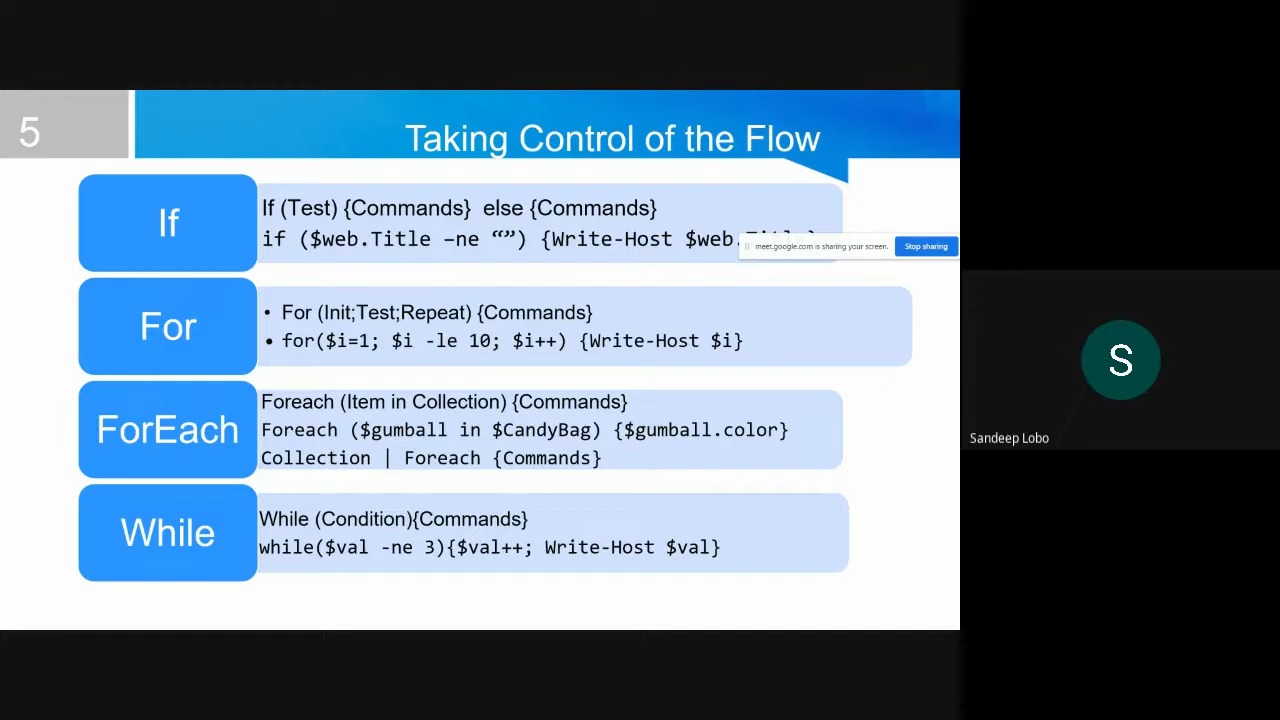 5
Taking Control of the Flow
If
If (Test) {Commands}  else {Commands}
if ($web.Title –ne “”) {Write-Host $web.
meet.google.com is sharing your screen.
Stop sharing
For
• For (Init;Test;Repeat) {Commands}
• for($i=1; $i -le 10; $i++) {Write-Host $i}
ForEach
Foreach (Item in Collection) {Commands}
Foreach ($gumball in $CandyBag) {$gumball.color}
Collection | Foreach {Commands}
While
While (Condition){Commands}
while($val -ne 3){$val++; Write-Host $val}
S
Sandeep Lobo